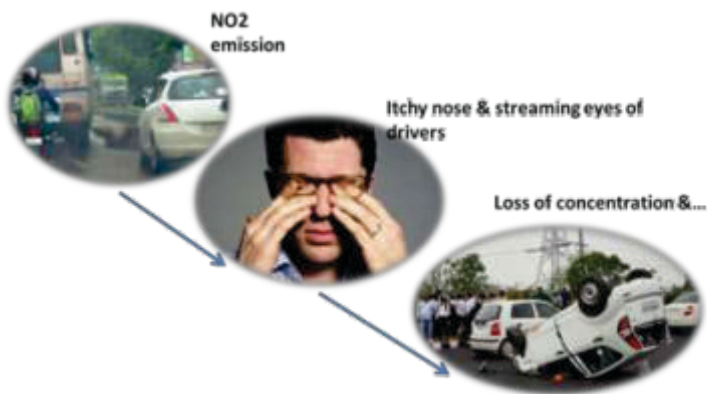 NO2
emission
Itchy nose & streaming eyes of
drivers
Loss of concentration &...